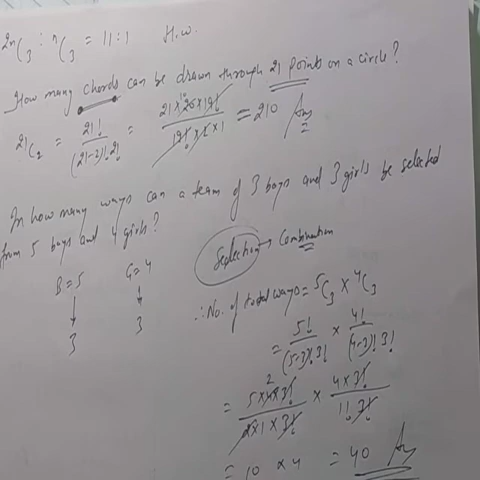 ²ⁿC₃ : ⁿC₃ = 11 : 1 H.W.
How many chords can be drawn through 21 points on a circle?
²¹C₂ = 21! / (21-2)! 2! = 21 × 20 × 19! / 19! × 2 × 1 = 210 Ans
10
In how many ways can a team of 3 boys and 3 girls be selected
from 5 boys and 4 girls?
Selection → Combination
B = 5 G = 4
3 3
∴ No. of total ways = ⁵C₃ × ⁴C₃
= 5! / (5-3)! 3! × 4! / (4-3)! 3!
= 5 × 4 × 3! / 2 × 1 × 3! × 4 × 3! / 1! 3!
2
= 10 × 4 = 40 Ans